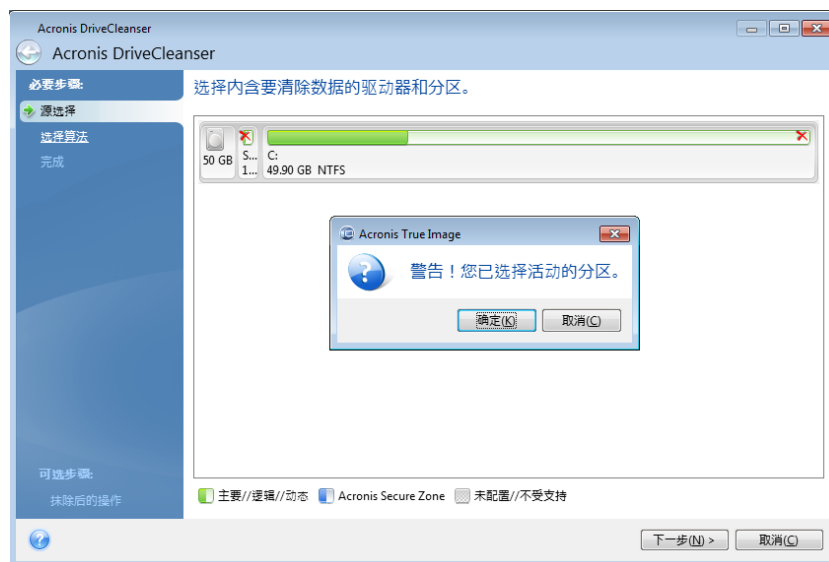 Acronis DriveCleanser
Acronis DriveCleanser
必要步骤:
源选择
选择算法
完成
可选步骤:
抹除后的操作
选择内含要清除数据的驱动器和分区。
50 GB
S...
1...
C:
49.90 GB NTFS
Acronis True Image
警告！您已选择活动的分区。
确定(K)
取消(C)
主要//逻辑//动态
Acronis Secure Zone
未配置//不受支持
下一步(N) >
取消(C)